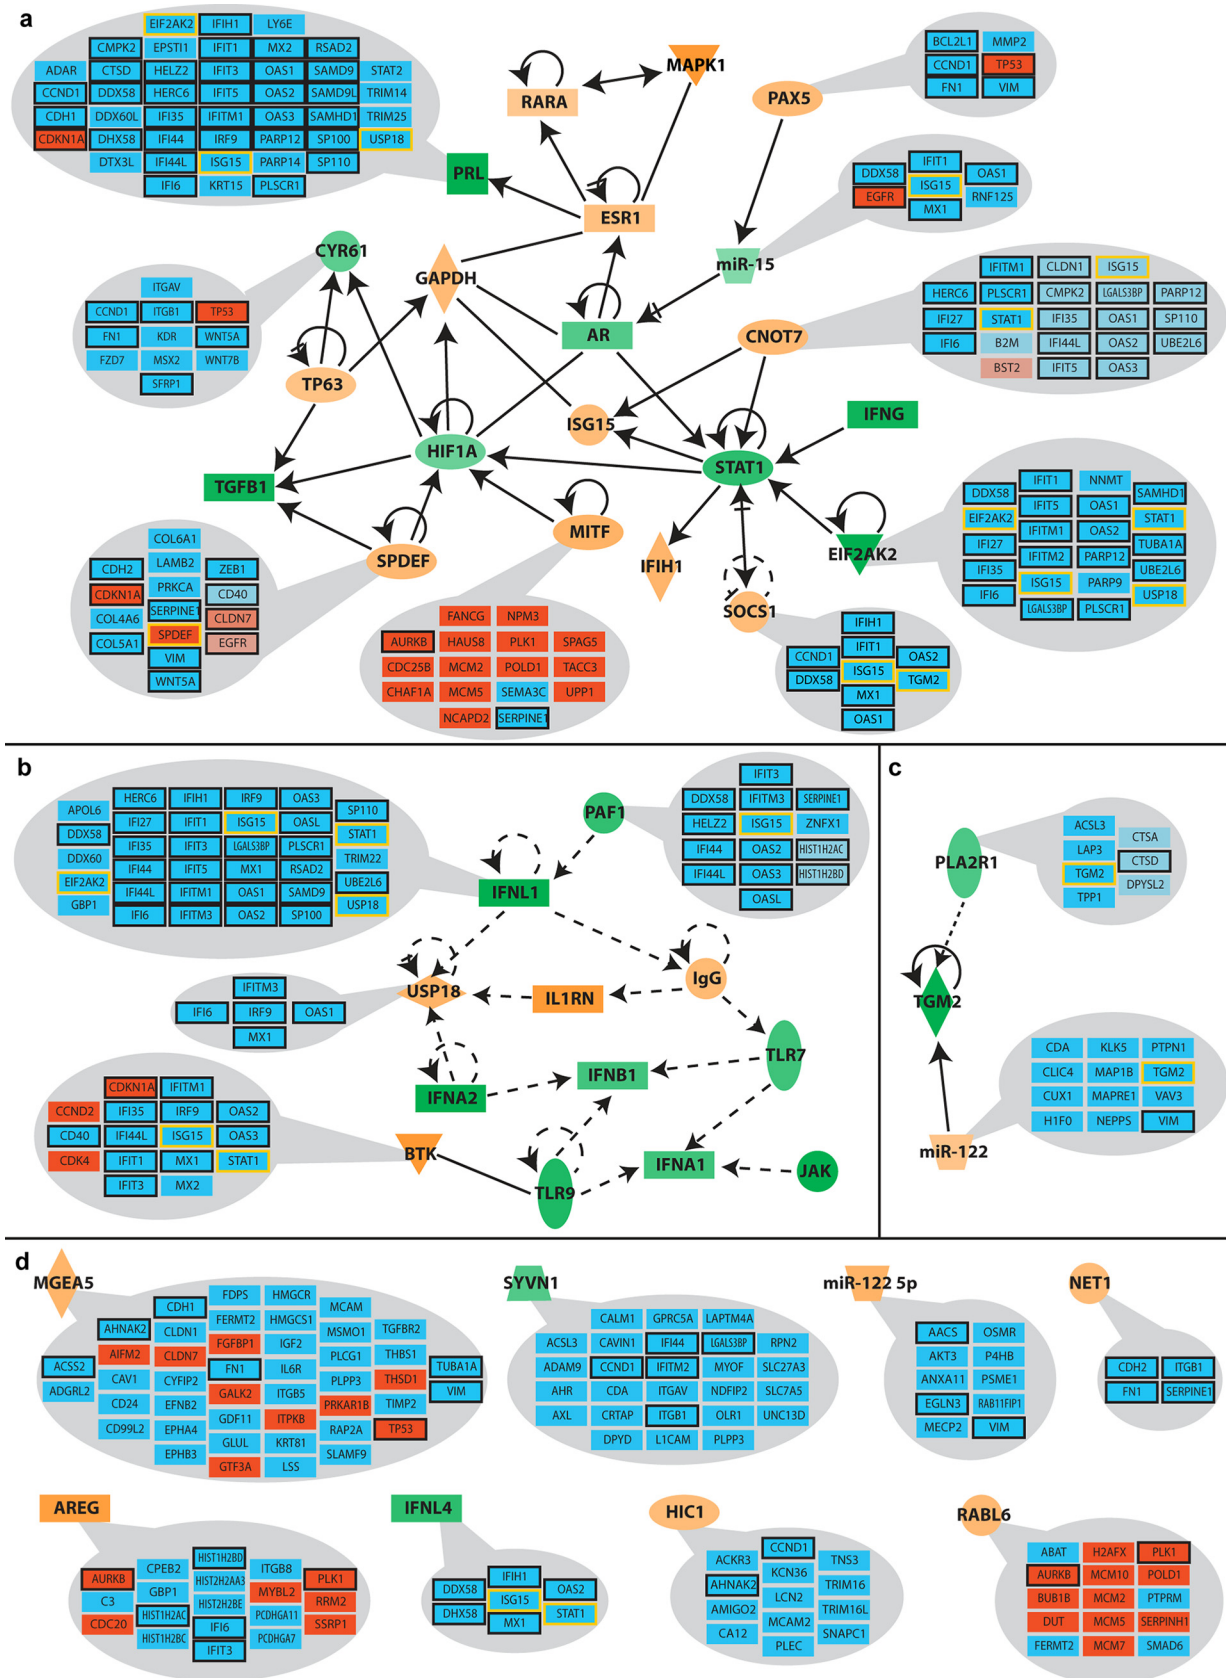 a
EIF2AK2 IFIH1 LY6E
CMPK2 EPSTI1 IFIT1 MX2 RSAD2
ADAR CTSD HELZ2 IFIT3 OAS1 SAMD9 STAT2
CCND1 DDX58 HERC6 IFIT5 OAS2 SAMD9L TRIM14
CDH1 DDX60L IFI35 IFITM1 OAS3 SAMHD1 TRIM25
CDKN1A DHX58 IFI44 IRF9 PARP12 SP100 USP18
DTX3L IFI44L ISG15 PARP14 SP110
IFI6 KRT15 PLSCR1
PRL
RARA
MAPK1
ESR1
PAX5
BCL2L1 MMP2
CCND1 TP53
FN1 VIM
miR-15
IFIT1
DDX58 OAS1
ISG15
EGFR RNF125
MX1
CYR61
GAPDH
AR
CNOT7
IFITM1 CLDN1 ISG15
HERC6 PLSCR1 CMPK2 LGALS3BP PARP12
IFI27 STAT1 IFI35 OAS1 SP110
IFI6 B2M IFI44L OAS2 UBE2L6
BST2 IFIT5 OAS3
ITGAV
CCND1 ITGB1 TP53
FN1 KDR WNT5A
FZD7 MSX2 WNT7B
SFRP1
TP63
ISG15
IFNG
HIF1A
STAT1
TGFB1
MITF
SPDEF
IFIH1
EIF2AK2
SOCS1
IFIT1 NNMT
DDX58 SAMHD1
IFIT5 OAS1
EIF2AK2 STAT1
IFITM1 OAS2
IFI27 TUBA1A
IFITM2 PARP12
IFI35 UBE2L6
ISG15 PARP9
IFI6 USP18
LGALS3BP PLSCR1
COL6A1
CDH2 LAMB2 ZEB1
CDKN1A PRKCA CD40
SERPINE1
COL4A6 CLDN7
SPDEF
COL5A1 EGFR
VIM
WNT5A
FANCG NPM3
AURKB HAUS8 PLK1 SPAG5
CDC25B MCM2 POLD1 TACC3
CHAF1A MCM5 SEMA3C UPP1
NCAPD2 SERPINE1
IFIH1
IFIT1
CCND1 OAS2
ISG15
DDX58 TGM2
MX1
OAS1
b
HERC6 IFIH1 IRF9 OAS3
APOL6 SP110
IFI27 IFIT1 ISG15 OASL
DDX58 STAT1
IFI35 IFIT3 LGALS3BP PLSCR1
DDX60 TRIM22
IFI44 IFIT5 MX1 RSAD2
EIF2AK2 UBE2L6
IFI44L IFITM1 OAS1 SAMD9
GBP1 USP18
IFI6 IFITM3 OAS2 SP100
IFNL1
PAF1
IFIT3
DDX58 IFITM3 SERPINE1
HELZ2 ISG15 ZNFX1
IFI44 OAS2 HIST1H2AC
IFI44L OAS3 HIST1H2BD
OASL
IFITM3
IFI6 IRF9 OAS1
MX1
USP18
IL1RN
IgG
TLR7
IFNB1
IFNA2
CDKN1A IFITM1
CCND2 IFI35 IRF9 OAS2
CD40 IFI44L ISG15 OAS3
CDK4 IFIT1 MX1 STAT1
IFIT3 MX2
BTK
TLR9
IFNA1
JAK
c
PLA2R1
ACSL3 CTSA
LAP3 CTSD
TGM2 DPYSL2
TPP1
TGM2
CDA KLK5 PTPN1
CLIC4 MAP1B TGM2
CUX1 MAPRE1 VAV3
H1F0 NEPPS VIM
miR-122
d
MGEA5
FDPS HMGCR
CDH1 MCAM
FERMT2 HMGCS1
AHNAK2 CLDN1 MSMO1 TGFBR2
FGFBP1 IGF2
AIFM2 CLDN7 PLCG1 THBS1
ACSS2 FN1 IL6R TUBA1A
CAV1 CYFIP2 PLPP3 THSD1
ADGRL2 GALK2 ITGB5 VIM
CD24 EFNB2 PRKAR1B TIMP2
GDF11 ITPKB
CD99L2 EPHA4 RAP2A TP53
GLUL KRT81
EPHB3 SLAMF9
GTF3A LSS
SYVN1
CALM1 GPRC5A LAPTM4A
ACSL3 CAVIN1 IFI44 LGALS3BP RPN2
ADAM9 CCND1 IFITM2 MYOF SLC27A3
AHR CDA ITGAV NDFIP2 SLC7A5
AXL CRTAP ITGB1 OLR1 UNC13D
DPYD L1CAM PLPP3
miR-122 5p
AACS OSMR
AKT3 P4HB
ANXA11 PSME1
EGLN3 RAB11FIP1
MECP2 VIM
NET1
CDH2 ITGB1
FN1 SERPINE1
AREG
HIST1H2BD
CPEB2 ITGB8
AURKB HIST2H2AA3 PLK1
GBP1 MYBL2
C3 HIST2H2BE RRM2
HIST1H2AC PCDHGA11
CDC20 IFI6 SSRP1
HIST1H2BC PCDHGA7
IFIT3
IFNL4
IFIH1
DDX58 OAS2
ISG15
DHX58 STAT1
MX1
HIC1
CCND1
ACKR3 TNS3
KCN36
AHNAK2 TRIM16
LCN2
AMIGO2 TRIM16L
MCAM2
CA12 SNAPC1
PLEC
RABL6
ABAT H2AFX PLK1
AURKB MCM10 POLD1
BUB1B MCM2 PTPRM
DUT MCM5 SERPINH1
FERMT2 MCM7 SMAD6